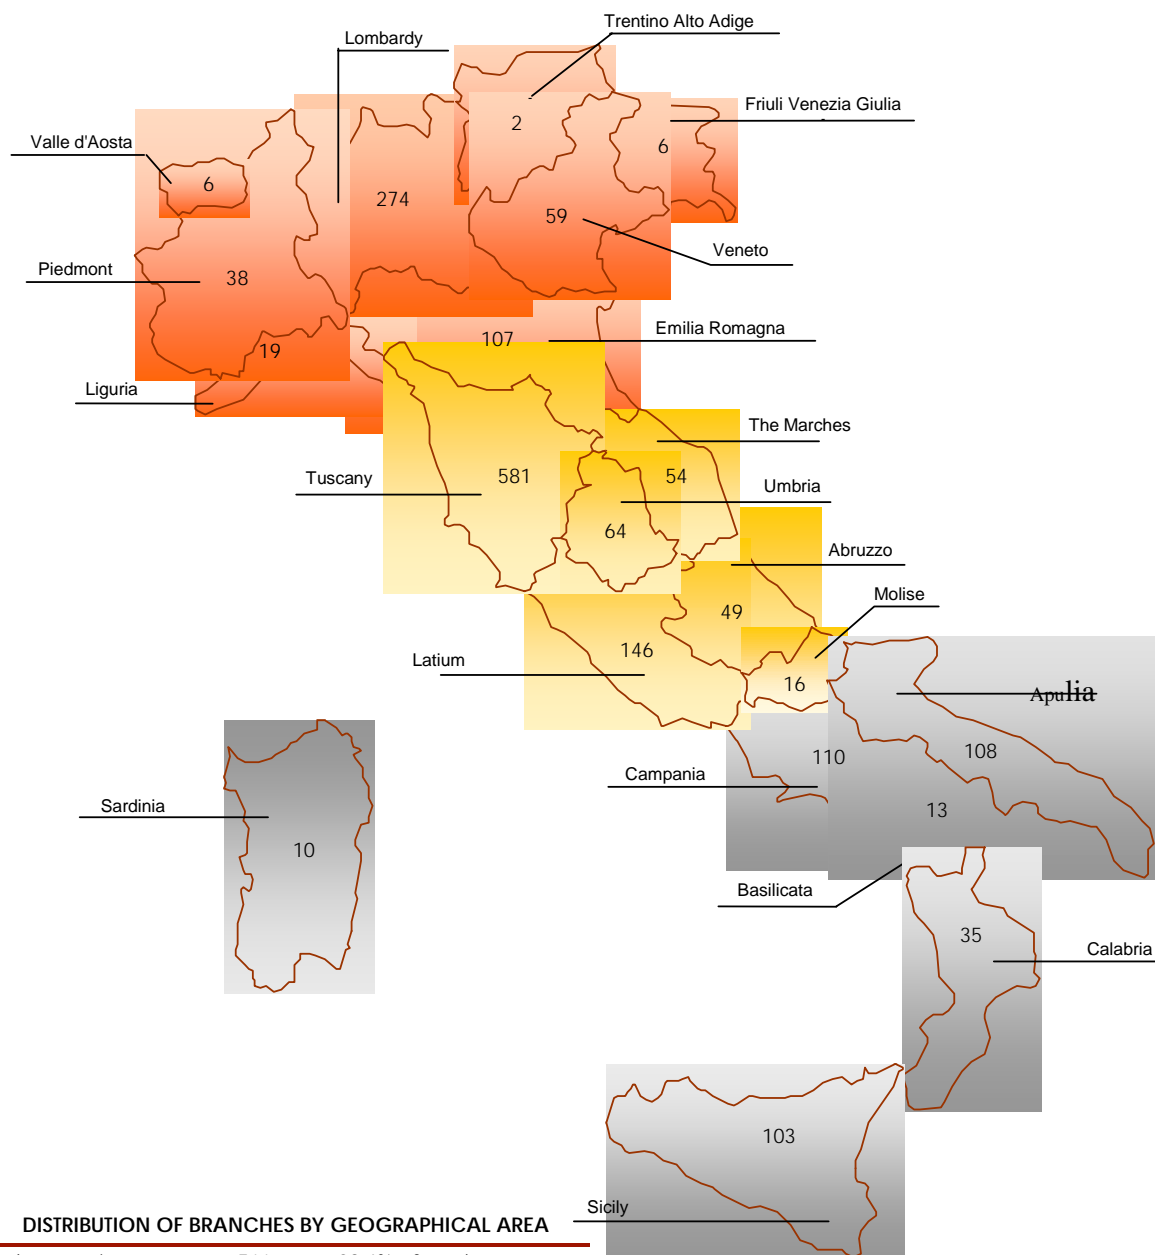 Trentino Alto Adige
Lombardy
Friuli Venezia Giulia
2
Valle d'Aosta
6
6
274
59
Veneto
Piedmont
38
107
Emilia Romagna
19
Liguria
The Marches
Tuscany
581
54
Umbria
64
Abruzzo
Molise
49
146
Latium
16
Apulia
110
108
Campania
Sardinia
13
10
Basilicata
35
Calabria
103
Sicily
DISTRIBUTION OF BRANCHES BY GEOGRAPHICAL AREA